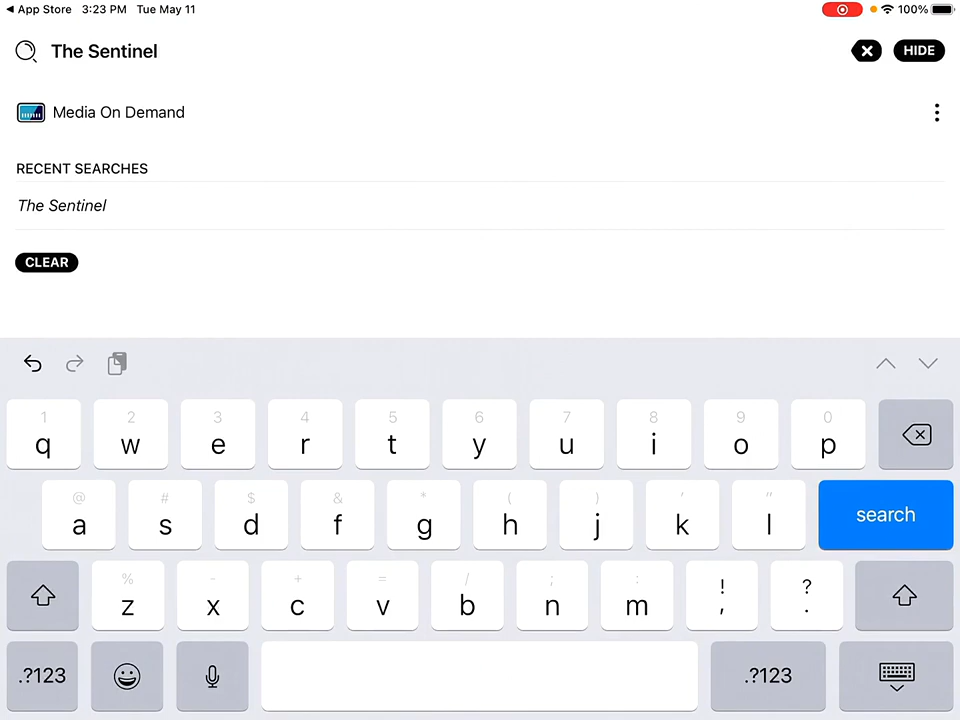 App Store 3:23 PM Tue May 11 100%
The Sentinel HIDE
Media On Demand
RECENT SEARCHES
The Sentinel
CLEAR
1 2 3 4 5 6 7 8 9 0
q w e r t y u i o p
@ # $ & * ( ) ' "
a s d f g h j k l search
% - + = / ; : ! ?
z x c v b n m , .
.?123 .?123